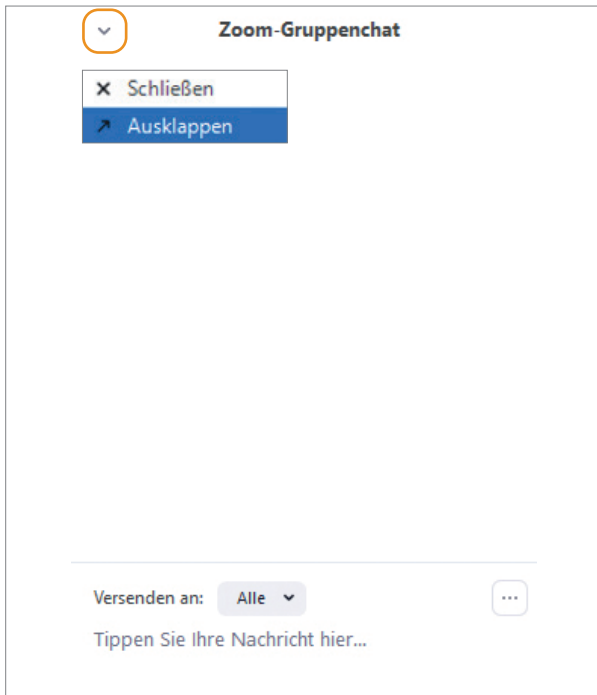 Zoom-Gruppenchat
Schließen
Ausklappen
Versenden an: Alle
Tippen Sie Ihre Nachricht hier...